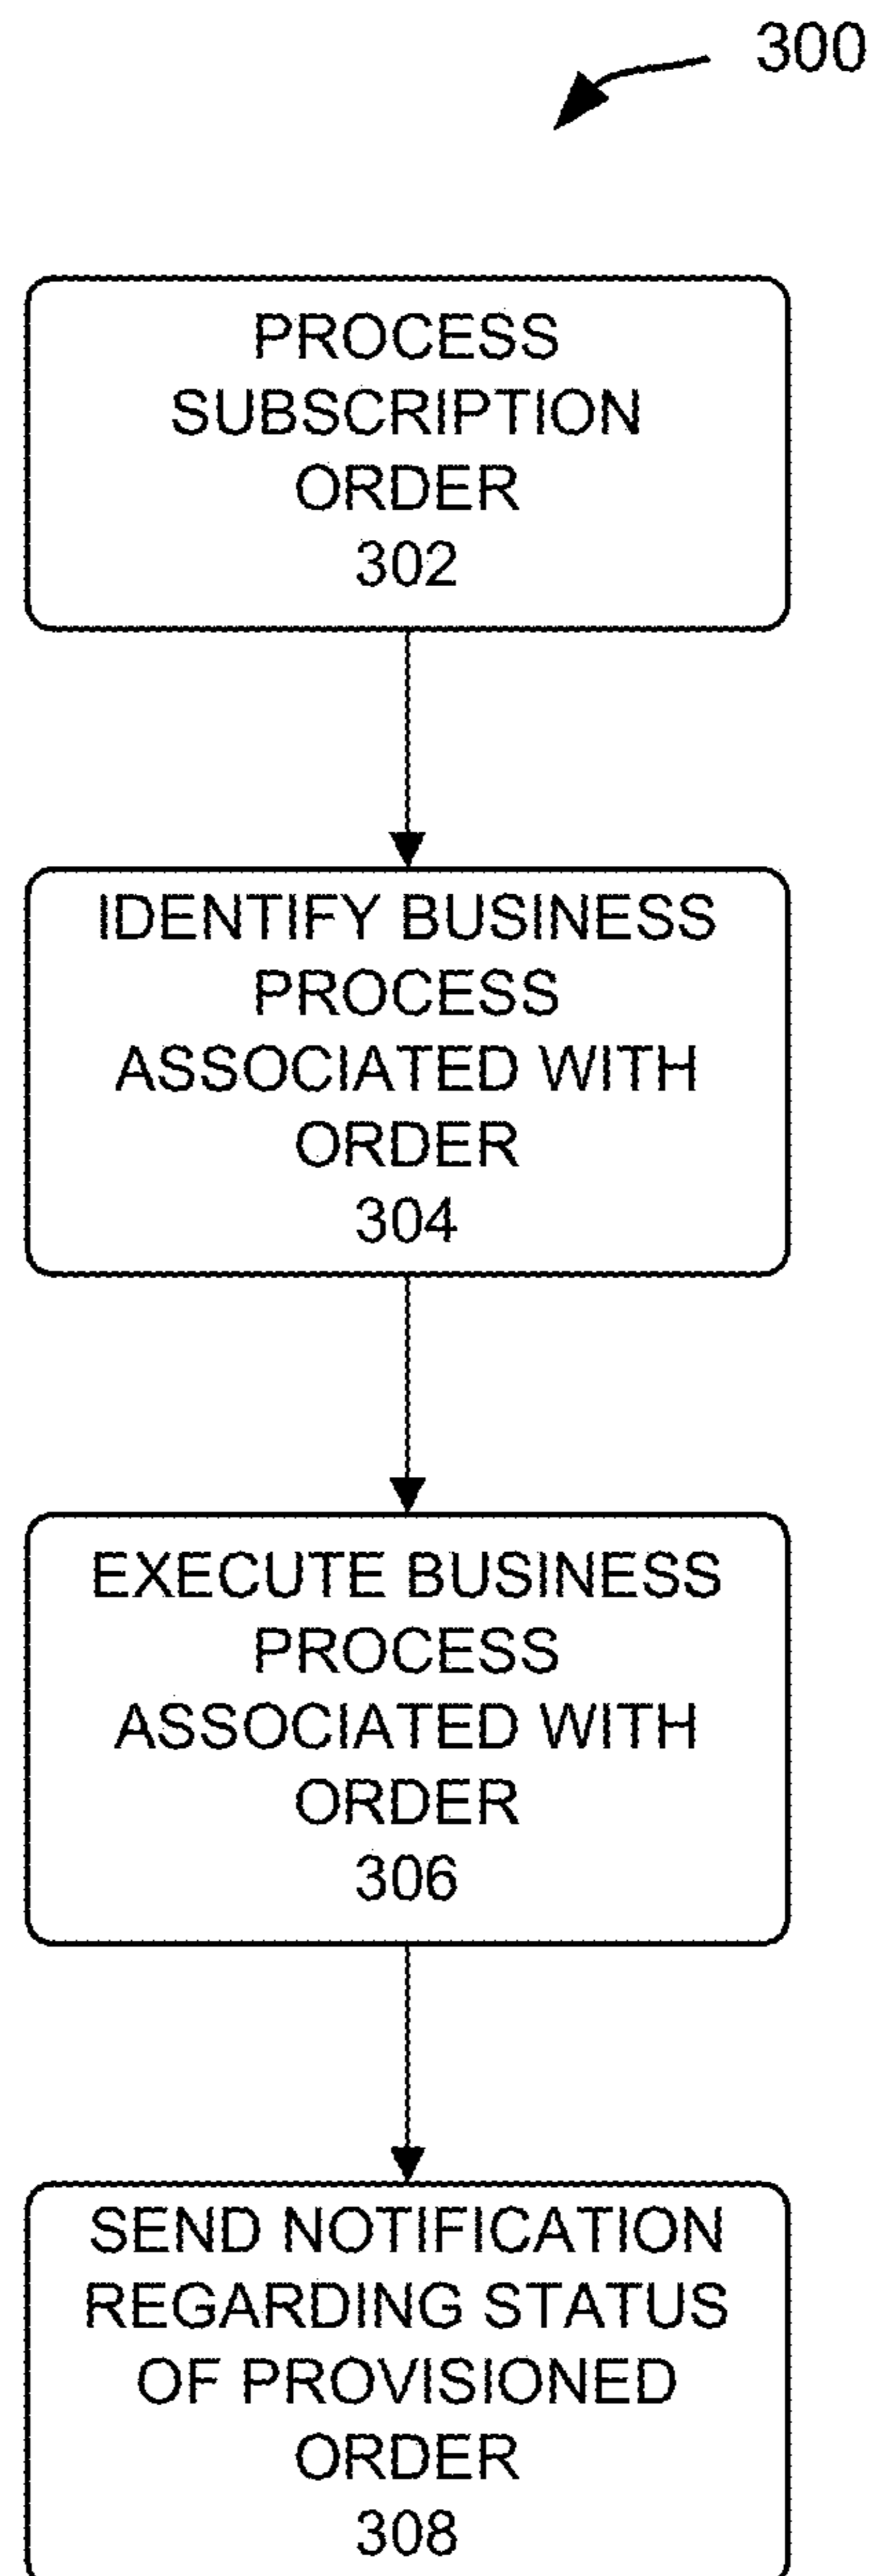 300
PROCESS
SUBSCRIPTION
ORDER
302
IDENTIFY BUSINESS
PROCESS
ASSOCIATED WITH
ORDER
304
EXECUTE BUSINESS
PROCESS
ASSOCIATED WITH
ORDER
306
SEND NOTIFICATION
REGARDING STATUS
OF PROVISIONED
ORDER
308